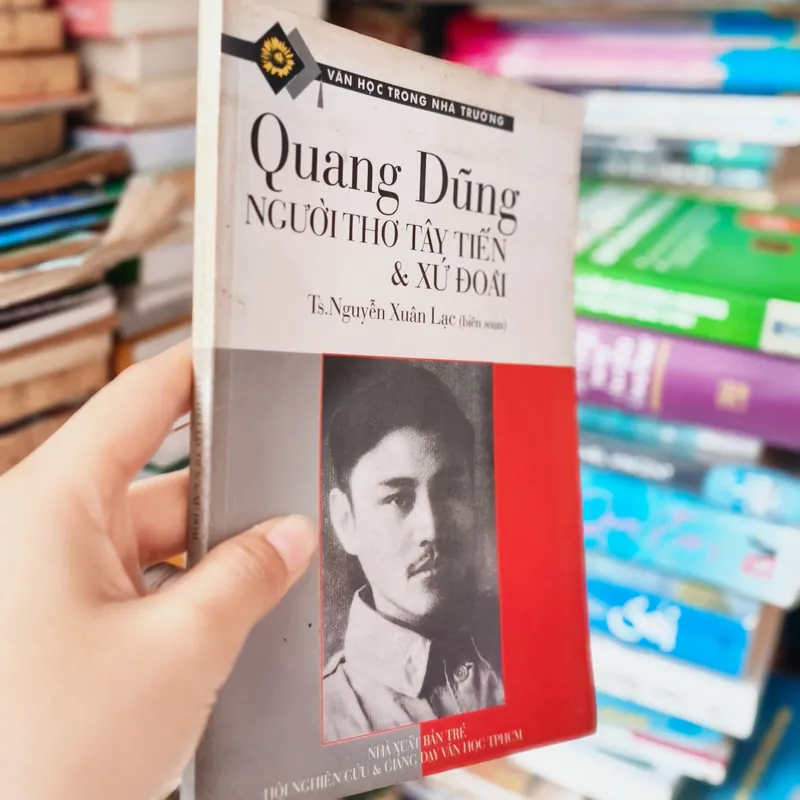 VĂN HỌC TRONG NHÀ TRƯỜNG
Quang Dũng
NGƯỜI THƠ TÂY TIẾN
& XỨ ĐOÀI
Ts.Nguyễn Xuân Lạc (biên soạn)
NHÀ XUẤT BẢN TRẺ
HỘI NGHIÊN CỨU & GIẢNG DẠY VĂN HỌC TPHCM